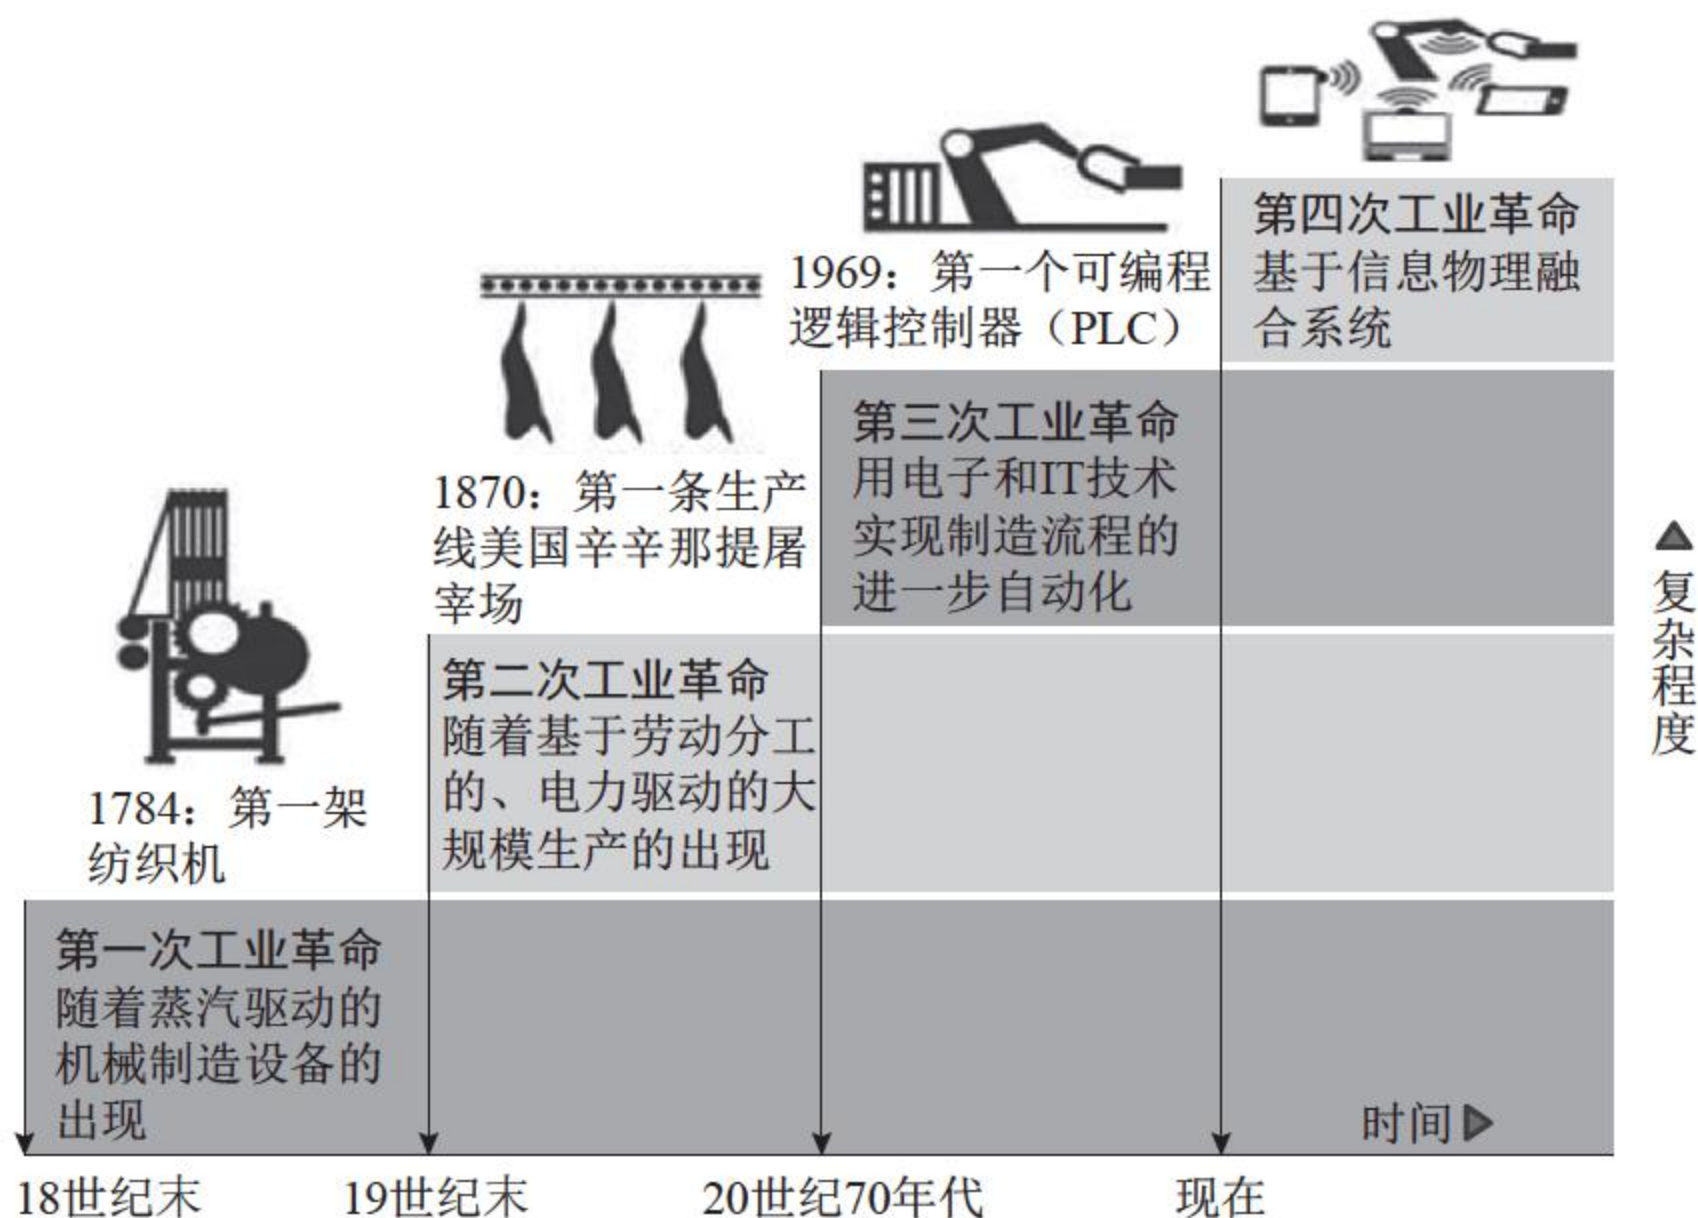 第四次工业革命
基于信息物理融
合系统
1969：第一个可编程
逻辑控制器（PLC）
第三次工业革命
用电子和IT技术
实现制造流程的
进一步自动化
1870：第一条生产
线美国辛辛那提屠
宰场
第二次工业革命
随着基于劳动分工
的、电力驱动的大
规模生产的出现
1784：第一架
纺织机
第一次工业革命
随着蒸汽驱动的
机械制造设备的
出现
复杂程度
时间
18世纪末
19世纪末
20世纪70年代
现在